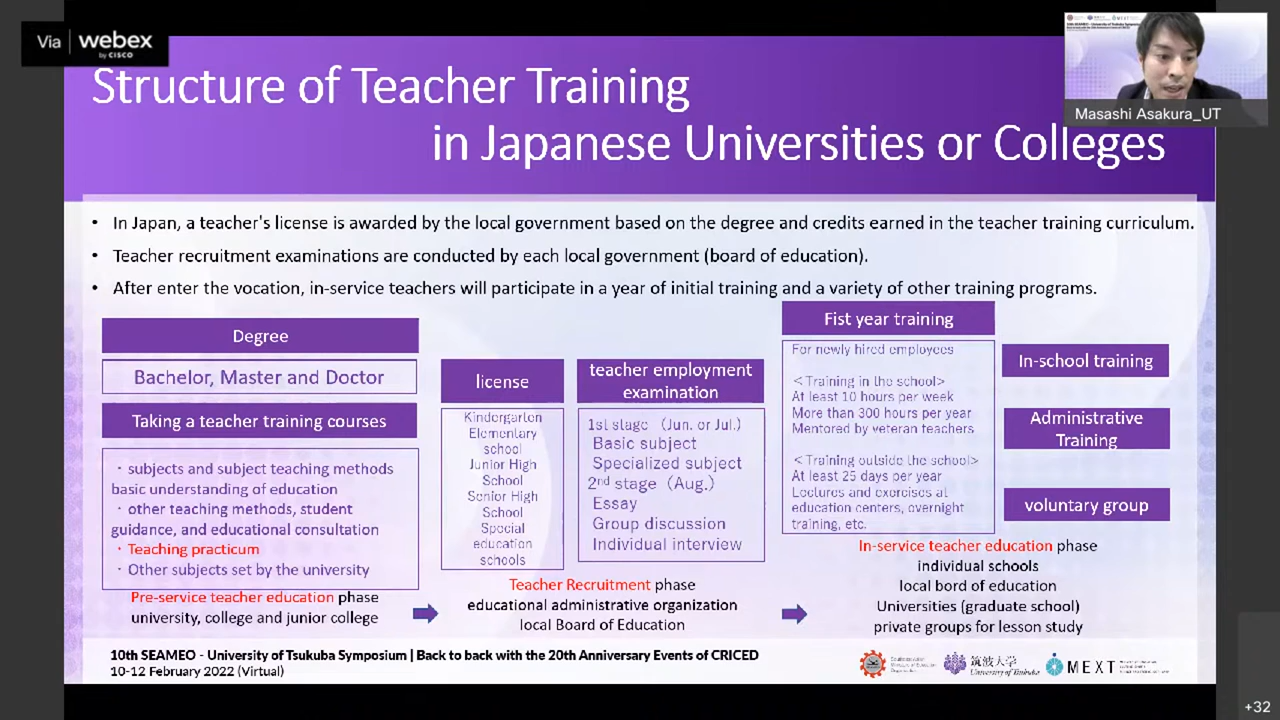 Via webex
by CISCO
Structure of Teacher Training
in Japanese Universities or Colleges
Masashi Asakura_UT
• In Japan, a teacher's license is awarded by the local government based on the degree and credits earned in the teacher training curriculum.
• Teacher recruitment examinations are conducted by each local government (board of education).
• After enter the vocation, in-service teachers will participate in a year of initial training and a variety of other training programs.
Degree
Bachelor, Master and Doctor
Taking a teacher training courses
・subjects and subject teaching methods
basic understanding of education
・other teaching methods, student
guidance, and educational consultation
・Teaching practicum
・Other subjects set by the university
Pre-service teacher education phase
university, college and junior college
license
Kindergarten
Elementary
school
Junior High
School
Senior High
School
Special
education
schools
teacher employment
examination
1st stage (Jun. or Jul.)
Basic subject
Specialized subject
2nd stage (Aug.)
Essay
Group discussion
Individual interview
Teacher Recruitment phase
educational administrative organization
local Board of Education
Fist year training
For newly hired employees
<Training in the school>
At least 10 hours per week
More than 300 hours per year
Mentored by veteran teachers
<Training outside the school>
At least 25 days per year
Lectures and exercises at
education centers, overnight
training, etc.
In-school training
Administrative
Training
voluntary group
In-service teacher education phase
individual schools
local bord of education
Universities (graduate school)
private groups for lesson study
10th SEAMEO - University of Tsukuba Symposium | Back to back with the 20th Anniversary Events of CRICED
10-12 February 2022 (Virtual)
筑波大学
University of Tsukuba
MEXT
+32